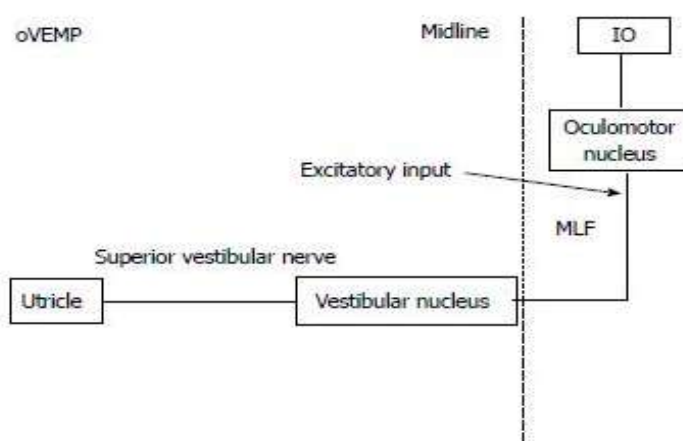 oVEMP
Midline
IO
Oculomotor
nucleus
Excitatory input
MLF
Superior vestibular nerve
Utricle
Vestibular nucleus